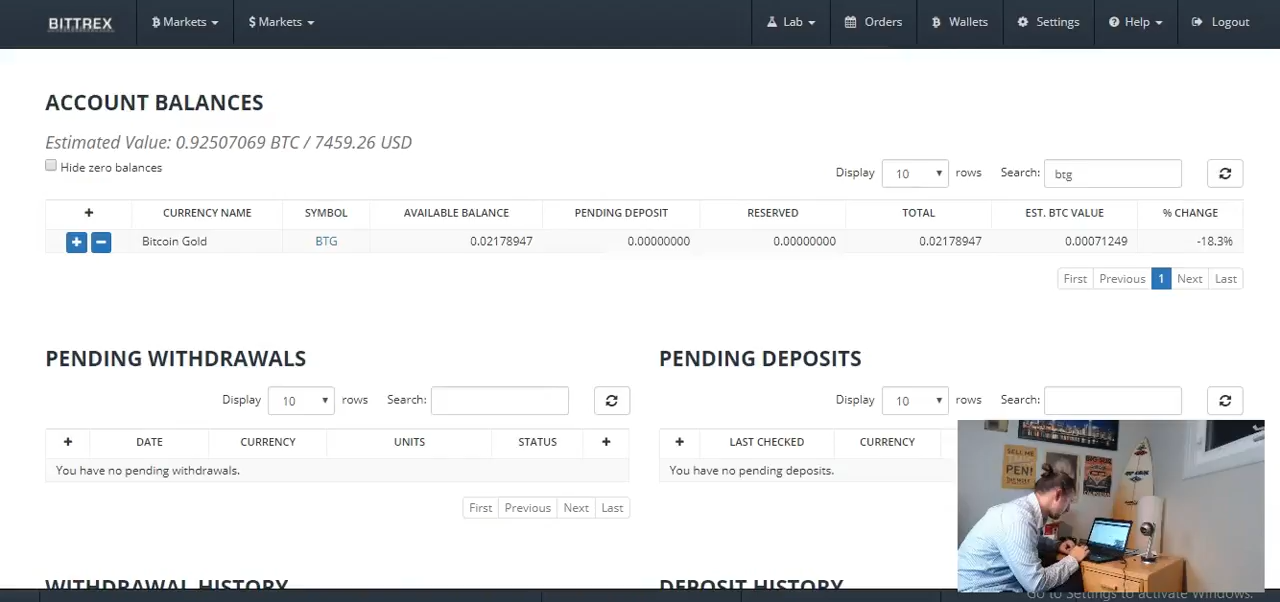 BITTREX Markets Markets Lab Orders Wallets Settings Help Logout
ACCOUNT BALANCES
Estimated Value: 0.92507069 BTC / 7459.26 USD
Hide zero balances
Display 10 rows Search: btg
+ CURRENCY NAME SYMBOL AVAILABLE BALANCE PENDING DEPOSIT RESERVED TOTAL EST. BTC VALUE % CHANGE
Bitcoin Gold BTG 0.02178947 0.00000000 0.00000000 0.02178947 0.00071249 -18.3%
First Previous 1 Next Last
PENDING WITHDRAWALS
Display 10 rows Search:
+ DATE CURRENCY UNITS STATUS +
You have no pending withdrawals.
First Previous Next Last
PENDING DEPOSITS
Display 10 rows Search:
+ LAST CHECKED CURRENCY
You have no pending deposits.
SELL ME
PEN!
WITHDRAWAL HISTORY
DEPOSIT HISTORY
Go to Settings to activate Windows.